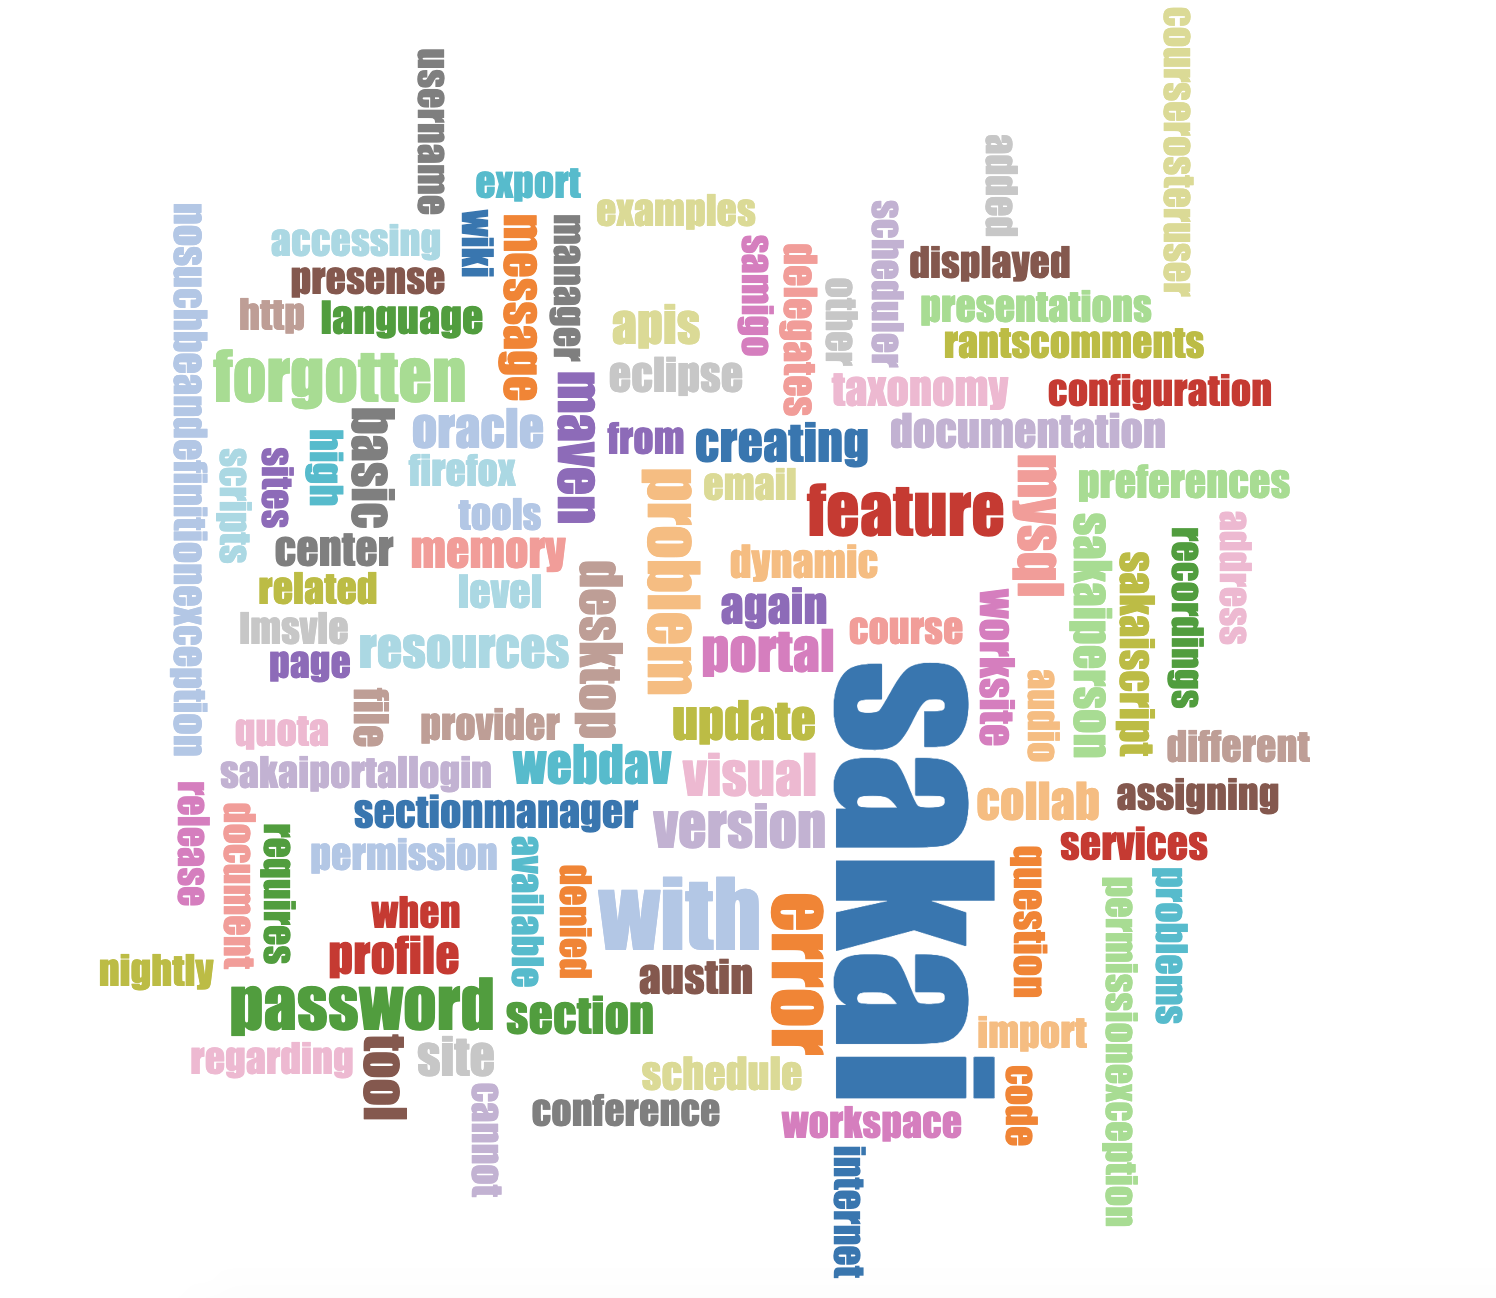 username
courserosteruser
added
export
examples
nosuchbeandefinitionexception
accessing
wiki
message
manager
samigo
delegates
scheduler
displayed
presense
other
http
language
apis
presentations
rantscomments
forgotten
eclipse
maven
taxonomy
configuration
basic
oracle
from
creating
documentation
high
sites
scripts
firefox
problem
email
feature
mysql
preferences
tools
sakaiperson
recordings
address
center
memory
dynamic
sakaiscript
related
level
desktop
again
worksite
lmsvle
page
resources
portal
course
sakai
audio
quota
file
provider
update
different
sakaiportallogin
webdav
visual
release
collab
assigning
document
requires
sectionmanager
version
services
permission
available
denied
with
error
question
permissionexception
problems
when
profile
nightly
austin
password
section
import
regarding
tool
site
schedule
code
cannot
conference
workspace
internet